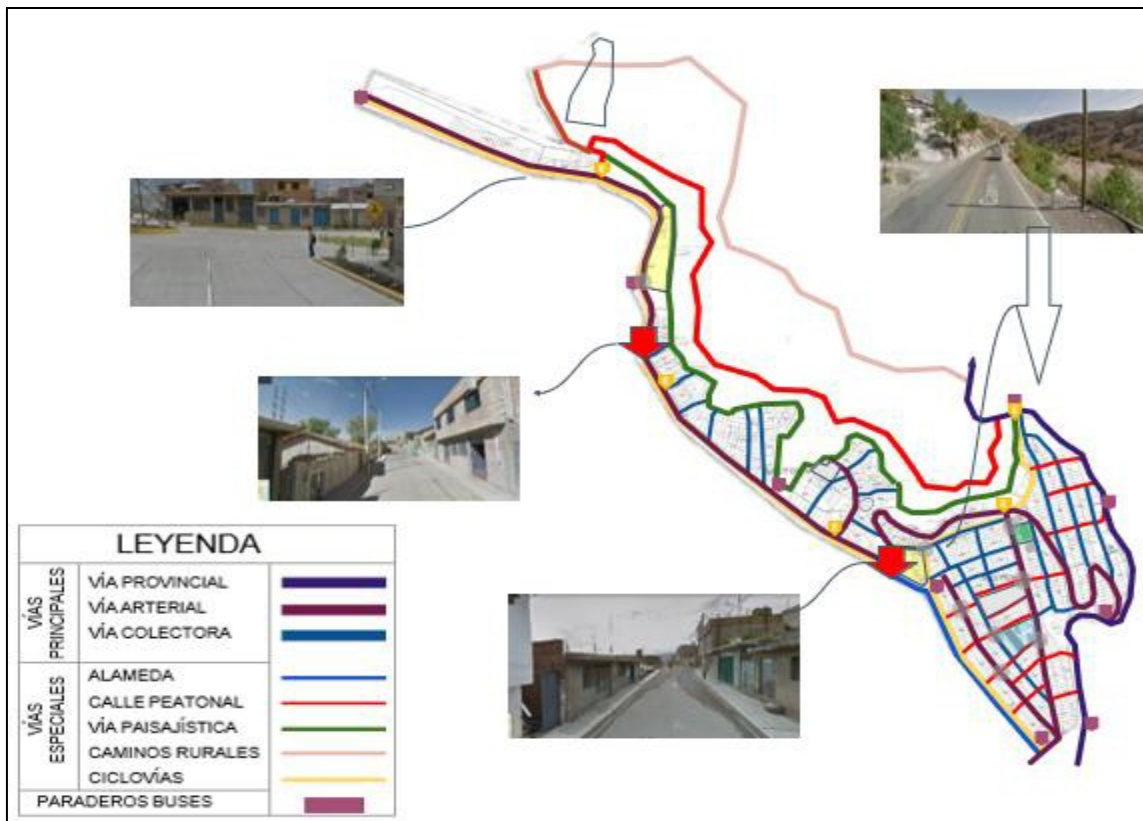 LEYENDA
VÍAS PRINCIPALES
VÍA PROVINCIAL
VÍA ARTERIAL
VÍA COLECTORA
VÍAS ESPECIALES
ALAMEDA
CALLE PEATONAL
VÍA PAISAJÍSTICA
CAMINOS RURALES
CICLOVÍAS
PARADEROS BUSES